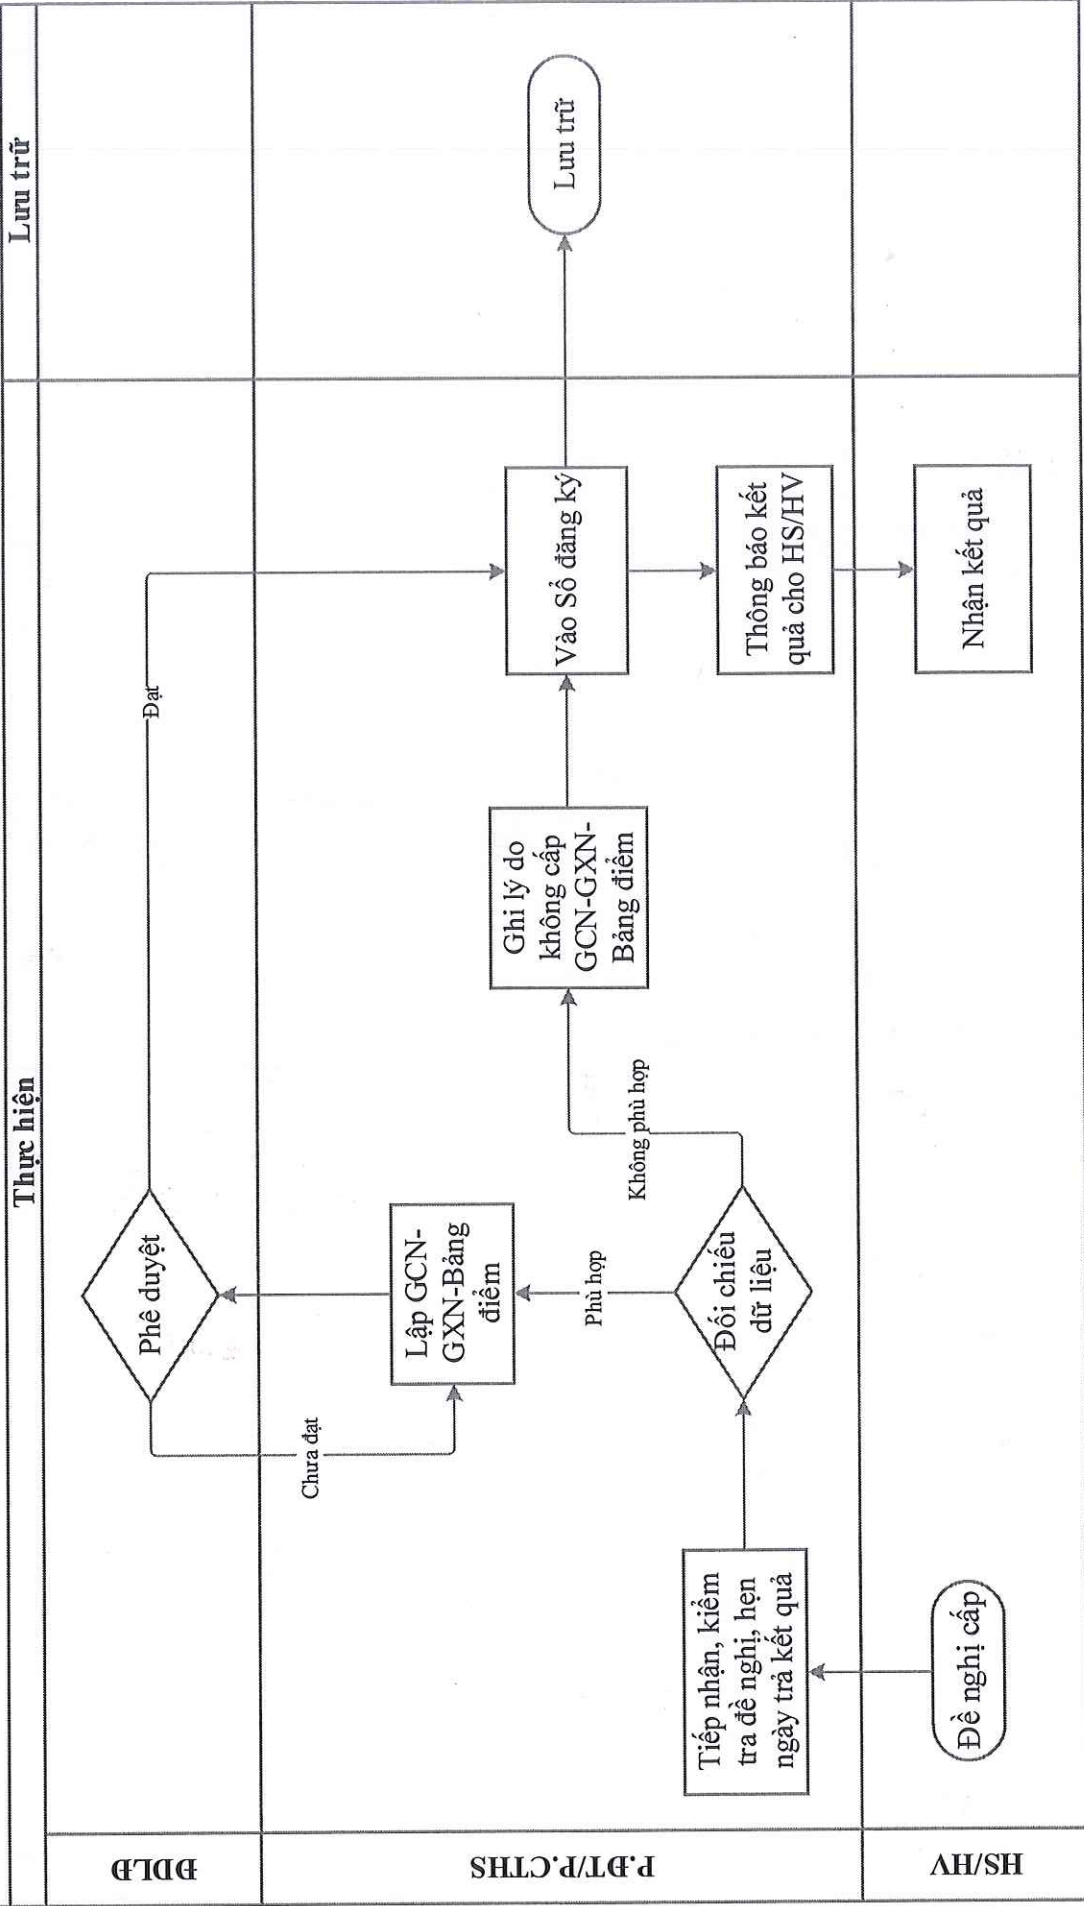 Thực hiện
Lưu trữ
ĐDLĐ
Phê duyệt
Đạt
Chưa đạt
P.ĐT/P.CTHS
Lập GCN-
GXN-Bảng
điểm
Phù hợp
Không phù hợp
Ghi lý do
không cấp
GCN-GXN-
Bảng điểm
Vào Sổ đăng ký
Lưu trữ
Tiếp nhận, kiểm
tra đề nghị, hẹn
ngày trả kết quả
Đối chiếu
dữ liệu
Thông báo kết
quả cho HS/HV
HS/HV
Đề nghị cấp
Nhận kết quả